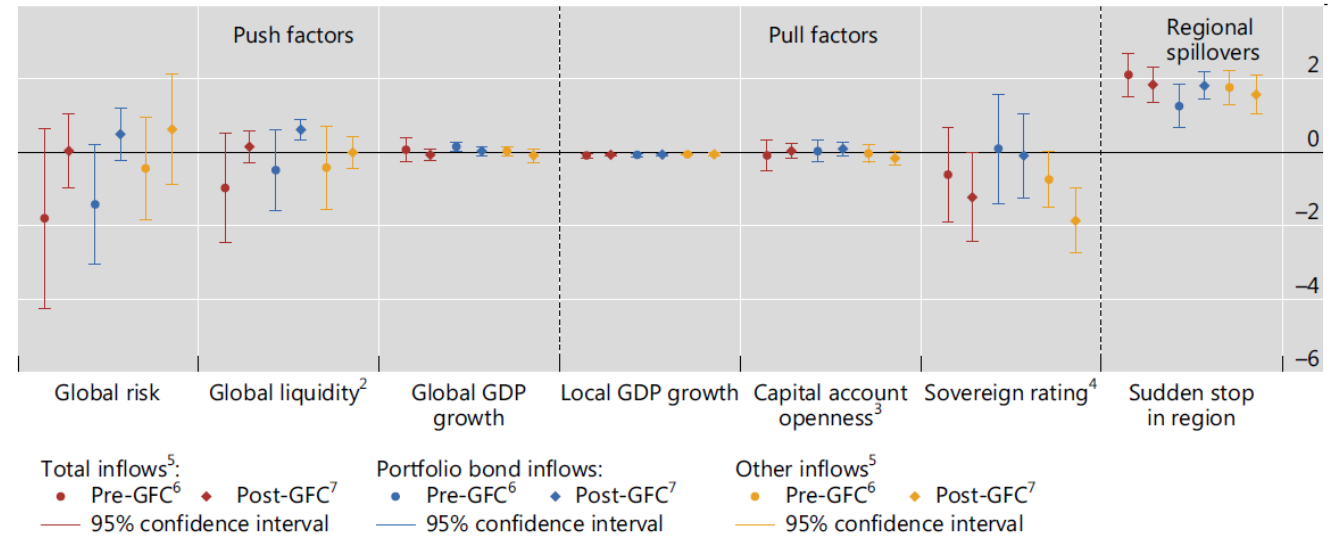 Push factors
Pull factors
Regional
spillovers
2
0
–2
–4
–6
Global risk
Global liquidity2
Global GDP
growth
Local GDP growth
Capital account
openness3
Sovereign rating4
Sudden stop
in region
Total inflows5:
Pre-GFC6 Post-GFC7
95% confidence interval
Portfolio bond inflows:
Pre-GFC6 Post-GFC7
95% confidence interval
Other inflows5
Pre-GFC6 Post-GFC7
95% confidence interval